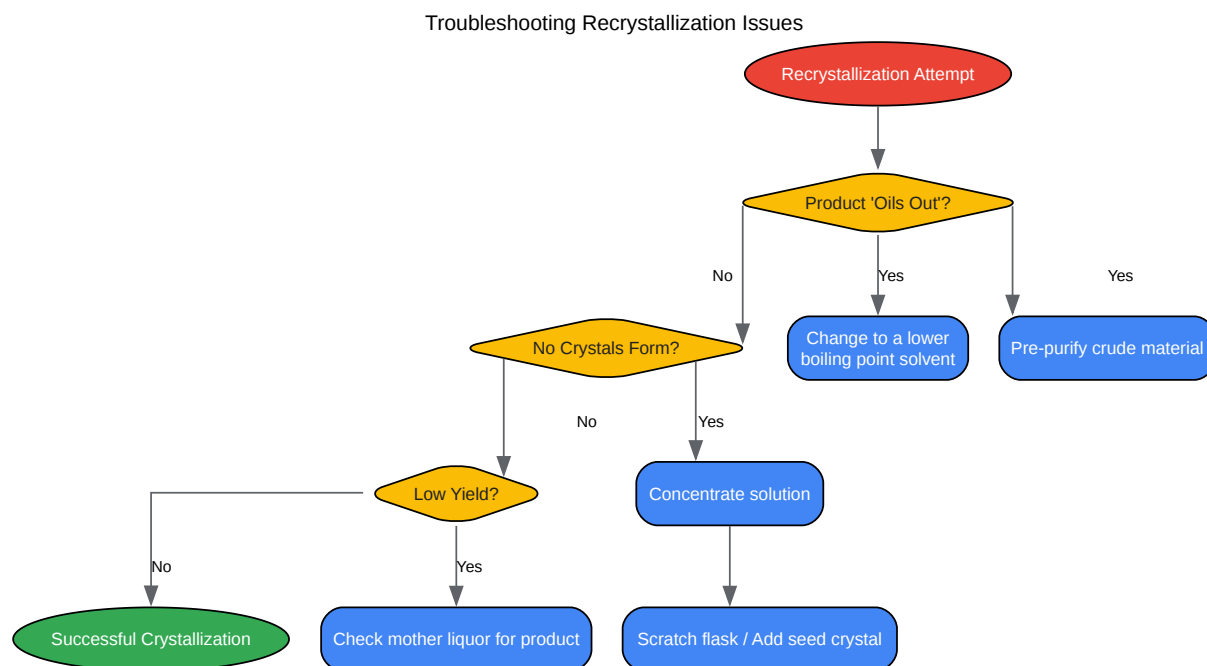 Troubleshooting Recrystallization Issues
Recrystallization Attempt
Product 'Oils Out'?
No
Yes
Yes
No Crystals Form?
Change to a lower
boiling point solvent
Pre-purify crude material
No
Yes
Low Yield?
Concentrate solution
No
Yes
Successful Crystallization
Check mother liquor for product
Scratch flask / Add seed crystal